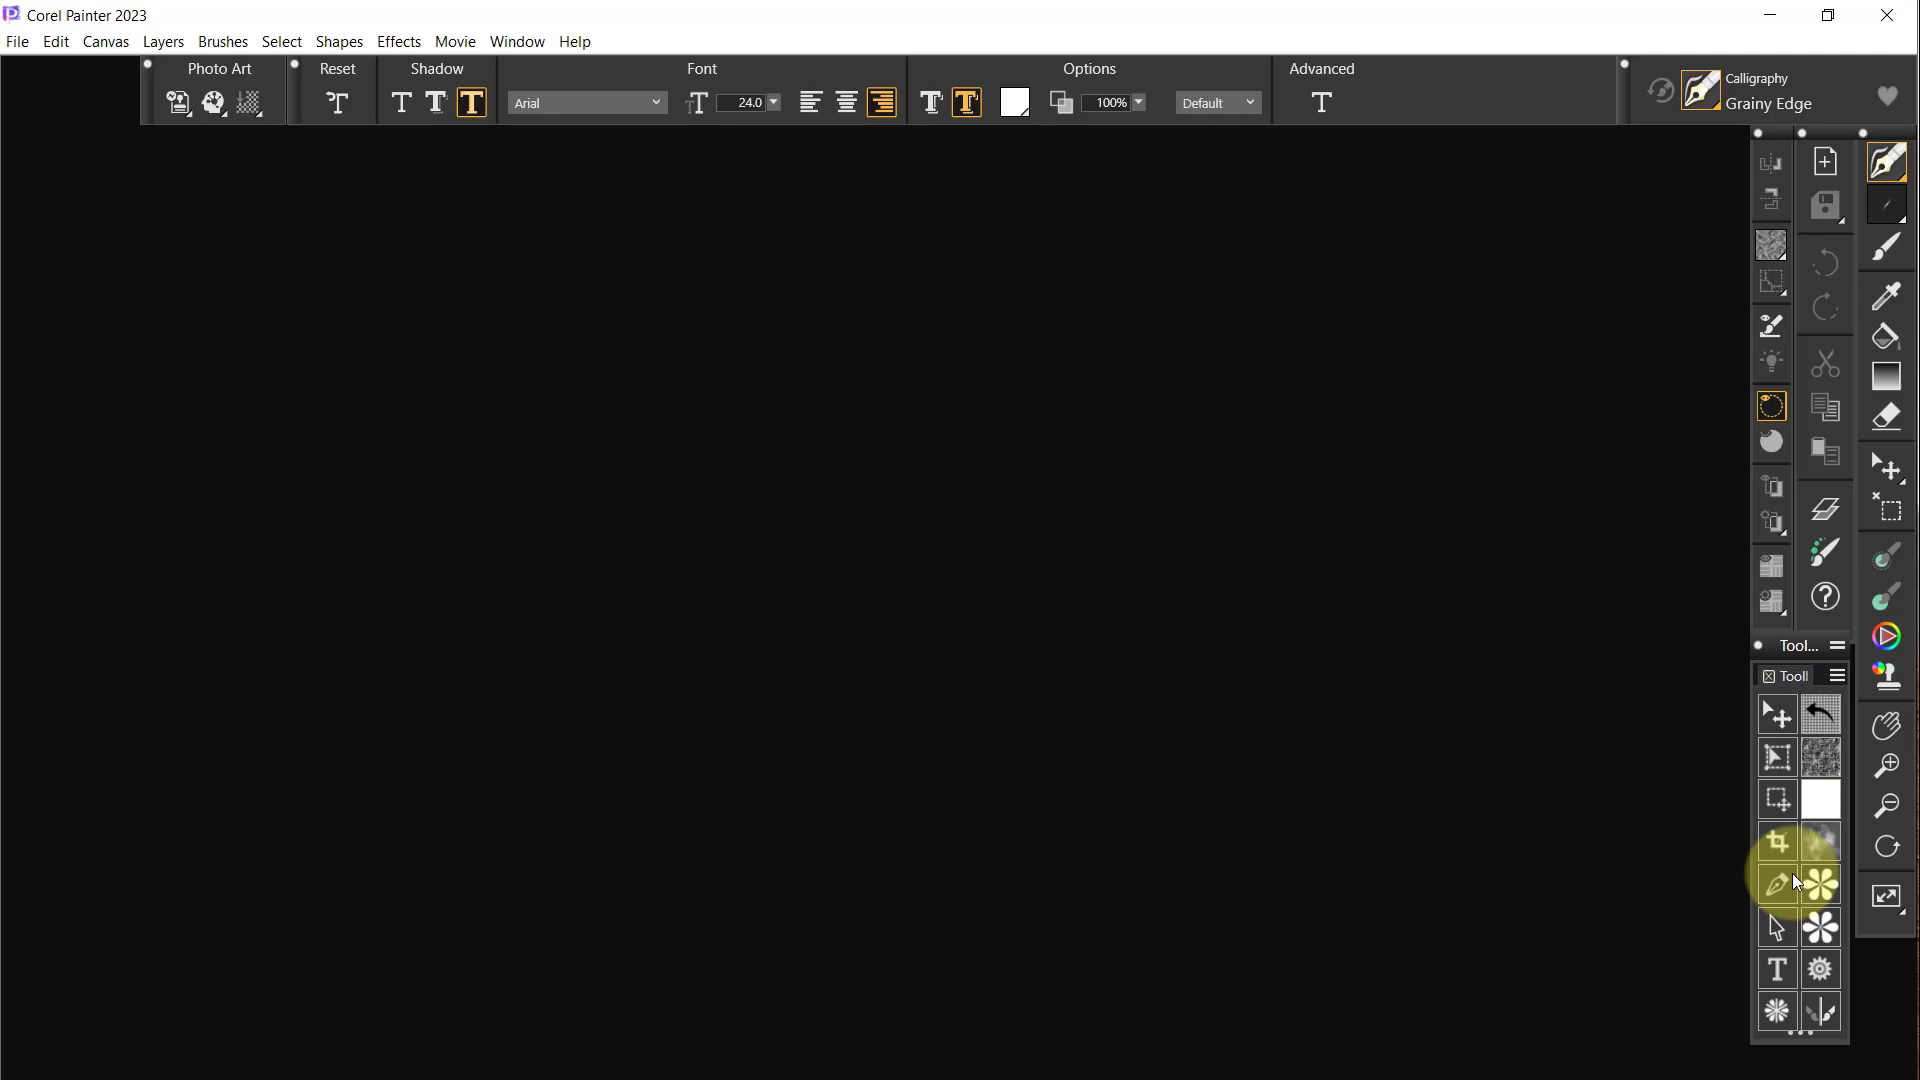 Corel Painter 2023
File Edit Canvas Layers Brushes Select Shapes Effects Movie Window Help
Photo Art Reset Shadow Font Options Advanced
Calligraphy
Grainy Edge
Arial 24.0 100% Default
Tool...
Tooll